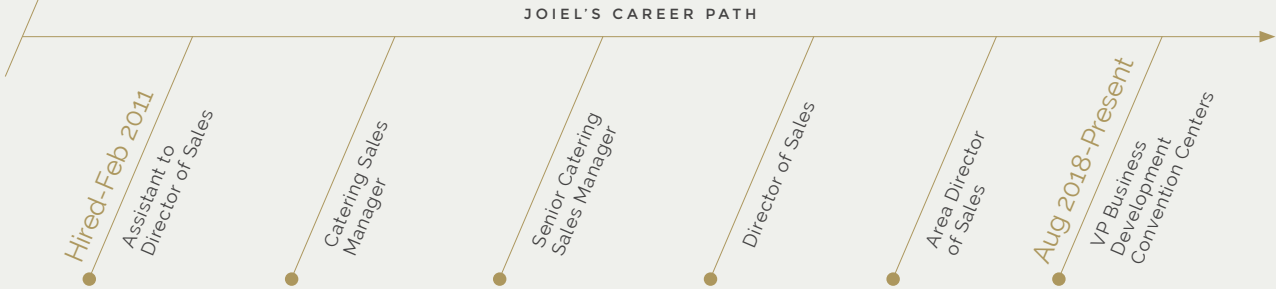 JOIEL'S CAREER PATH
Hired-Feb 2011
Assistant to
Director of Sales
Catering Sales
Manager
Senior Catering
Sales Manager
Director of Sales
Area Director
of Sales
Aug 2018-Present
VP Business
Development
Convention Centers